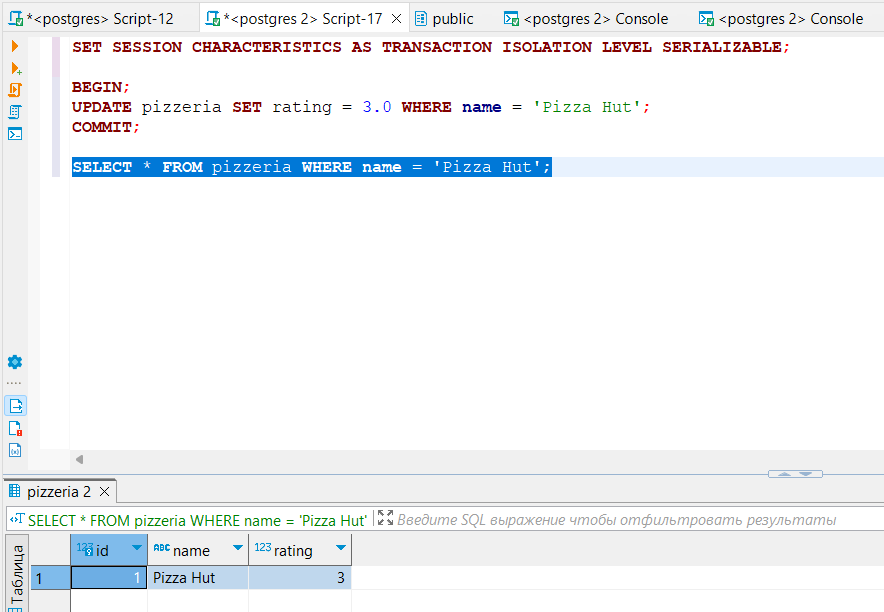 *<postgres> Script-12 *<postgres 2> Script-17 public <postgres 2> Console <postgres 2> Console
SET SESSION CHARACTERISTICS AS TRANSACTION ISOLATION LEVEL SERIALIZABLE;
BEGIN;
UPDATE pizzeria SET rating = 3.0 WHERE name = 'Pizza Hut';
COMMIT;
SELECT * FROM pizzeria WHERE name = 'Pizza Hut';
pizzeria 2
SELECT * FROM pizzeria WHERE name = 'Pizza Hut' Введите SQL выражение чтобы отфильтровать результаты
Таблица
123 id ABC name 123 rating
1 1 Pizza Hut 3